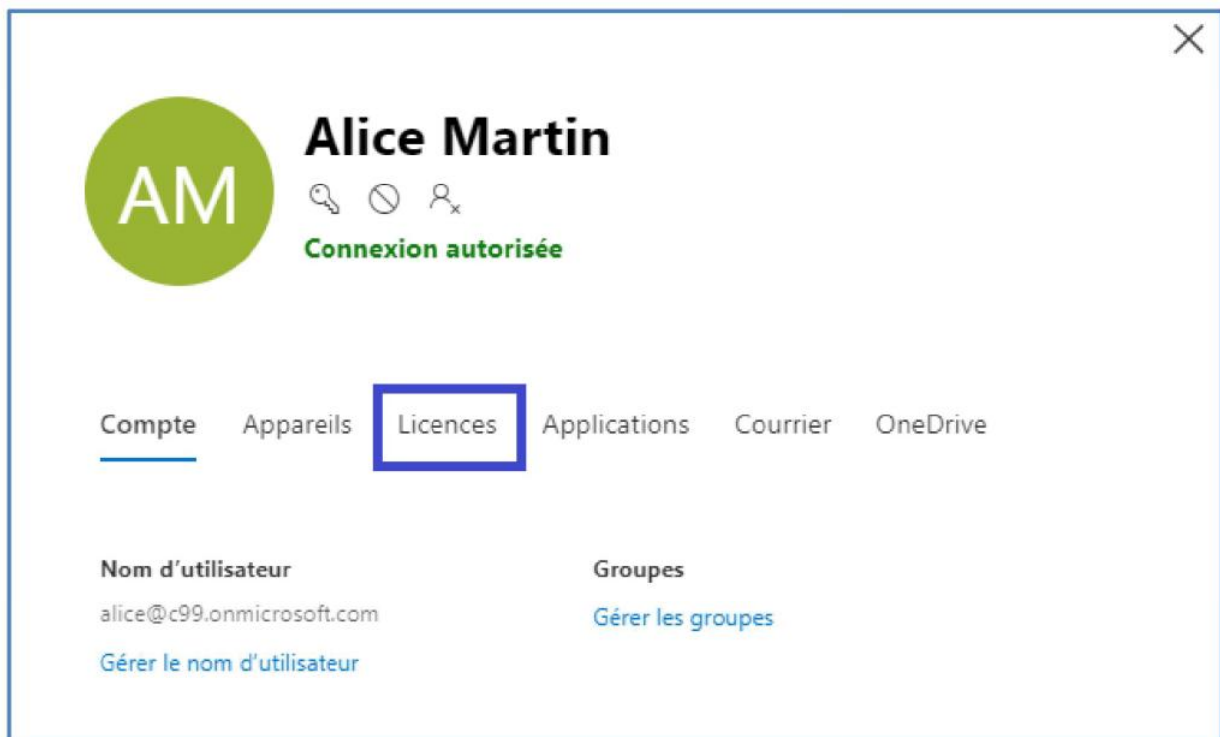 AM
Alice Martin
Connexion autorisée
Compte Appareils Licences Applications Courrier OneDrive
Nom d’utilisateur Groupes
alice@c99.onmicrosoft.com Gérer les groupes
Gérer le nom d’utilisateur